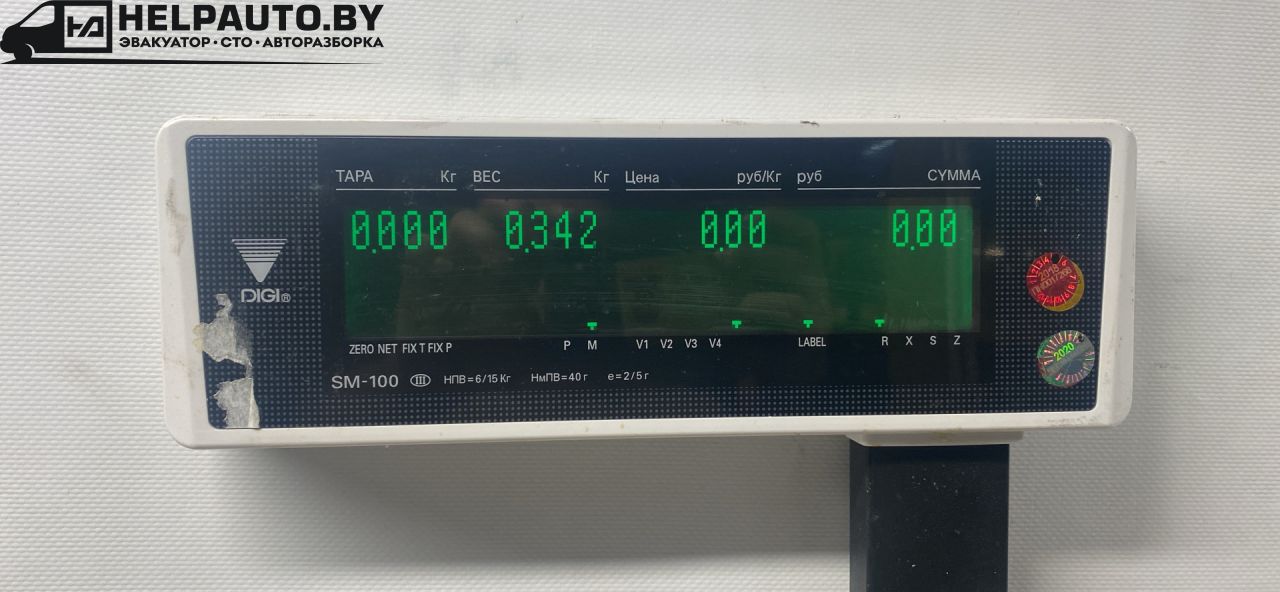 HELPAUTO.BY
ЭВАКУАТОР · СТО · АВТОРАЗБОРКА
ТАРА Кг ВЕС Кг Цена руб/Кг руб СУММА
0.000 0.342 0.00 0.00
DIGI®
2018
2020
ZERO NET FIX T FIX P P M V1 V2 V3 V4 LABEL R X S Z
SM-100 III НПВ=6/15 Кг НмПВ=40 г e=2/5 г